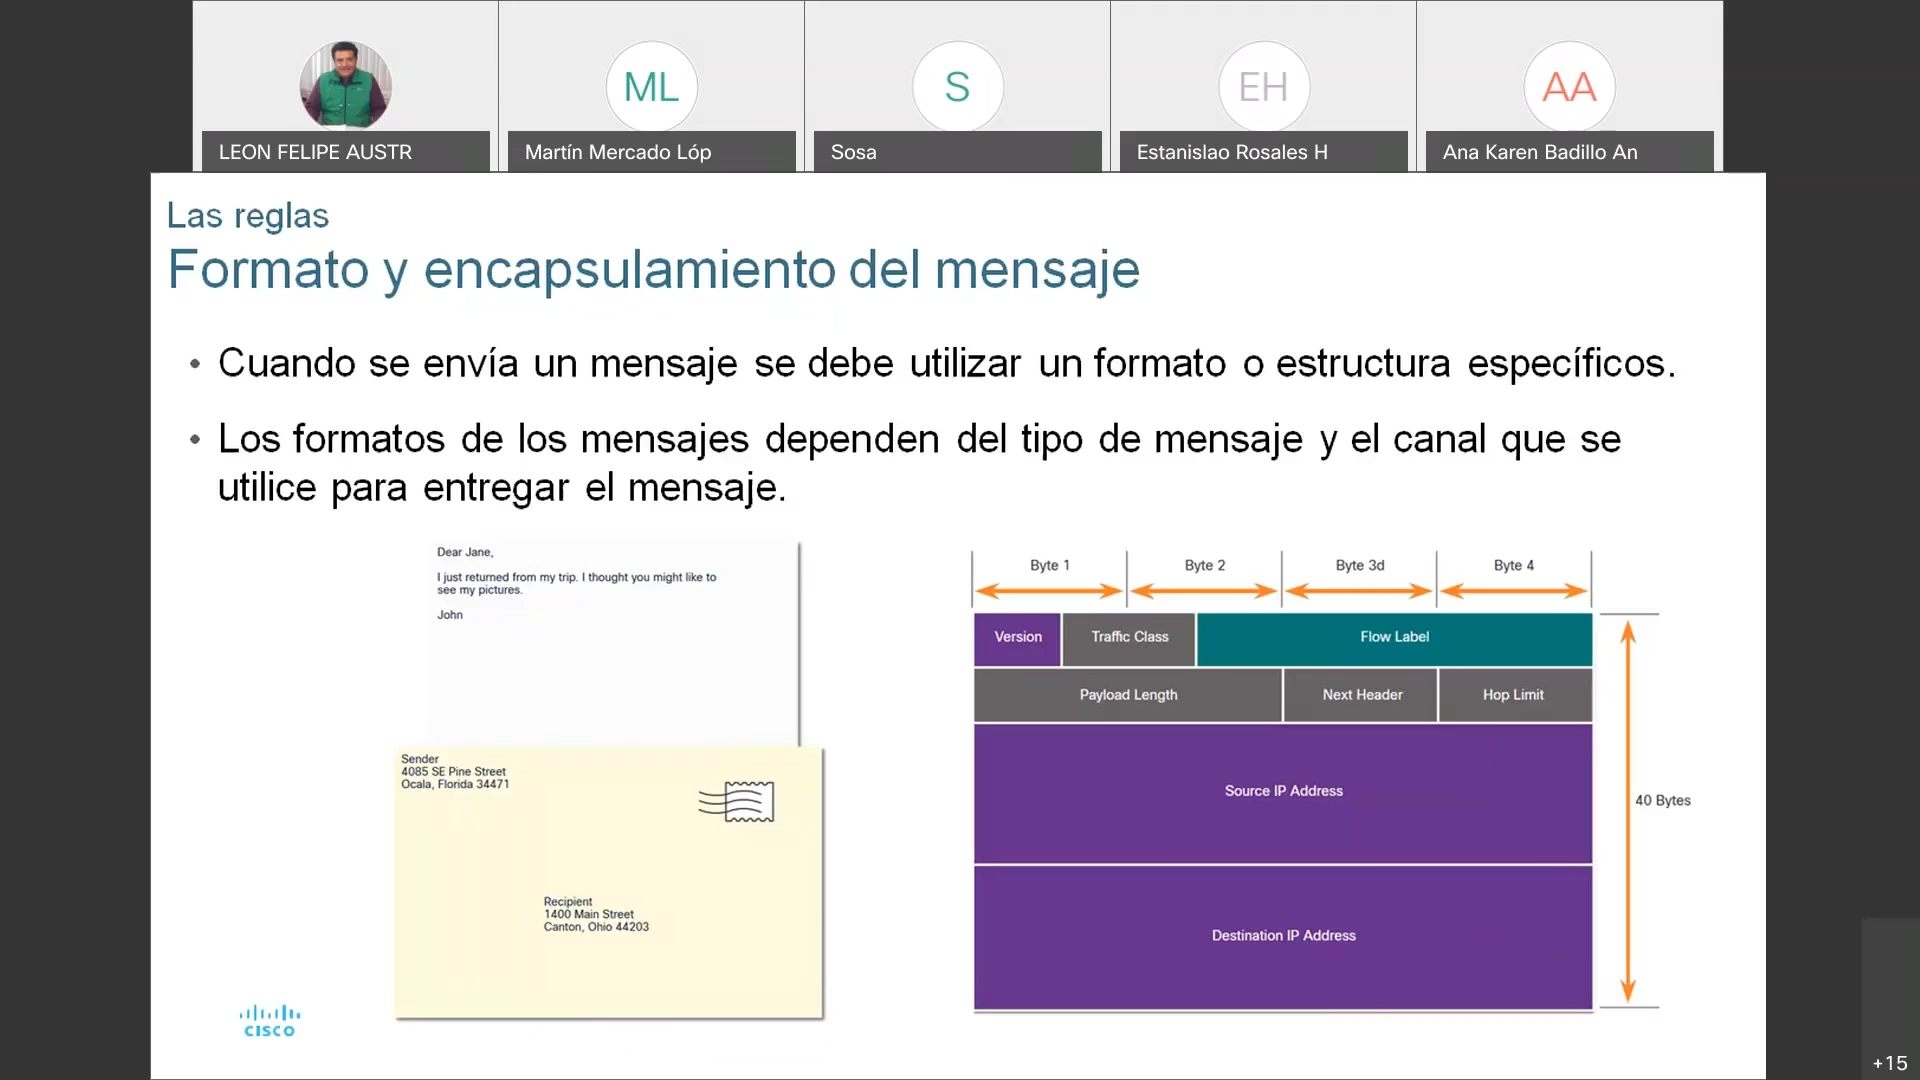 ML
S
EH
AA
LEON FELIPE AUSTR
Martín Mercado Lóp
Sosa
Estanislao Rosales H
Ana Karen Badillo An
Las reglas
Formato y encapsulamiento del mensaje
• Cuando se envía un mensaje se debe utilizar un formato o estructura específicos.
• Los formatos de los mensajes dependen del tipo de mensaje y el canal que se
utilice para entregar el mensaje.
Dear Jane,
I just returned from my trip. I thought you might like to
see my pictures.
John
Sender
4085 SE Pine Street
Ocala, Florida 34471
Recipient
1400 Main Street
Canton, Ohio 44203
Byte 1
Byte 2
Byte 3d
Byte 4
Version
Traffic Class
Flow Label
Payload Length
Next Header
Hop Limit
Source IP Address
40 Bytes
Destination IP Address
CISCO
+15